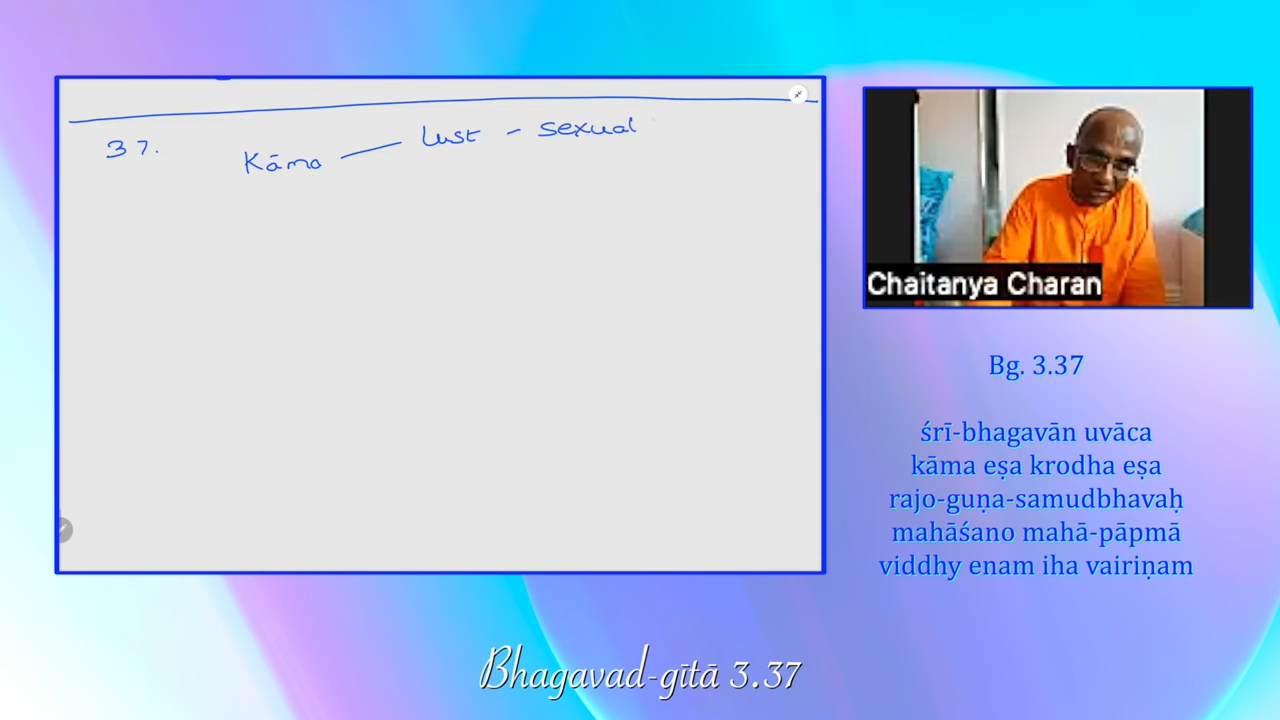 37.
Kāma — Lust - sexual
Chaitanya Charan
Bg. 3.37
śrī-bhagavān uvāca
kāma eṣa krodha eṣa
rajo-guṇa-samudbhavaḥ
mahāśano mahā-pāpmā
viddhy enam iha vairiṇam
Bhagavad-gītā 3.37